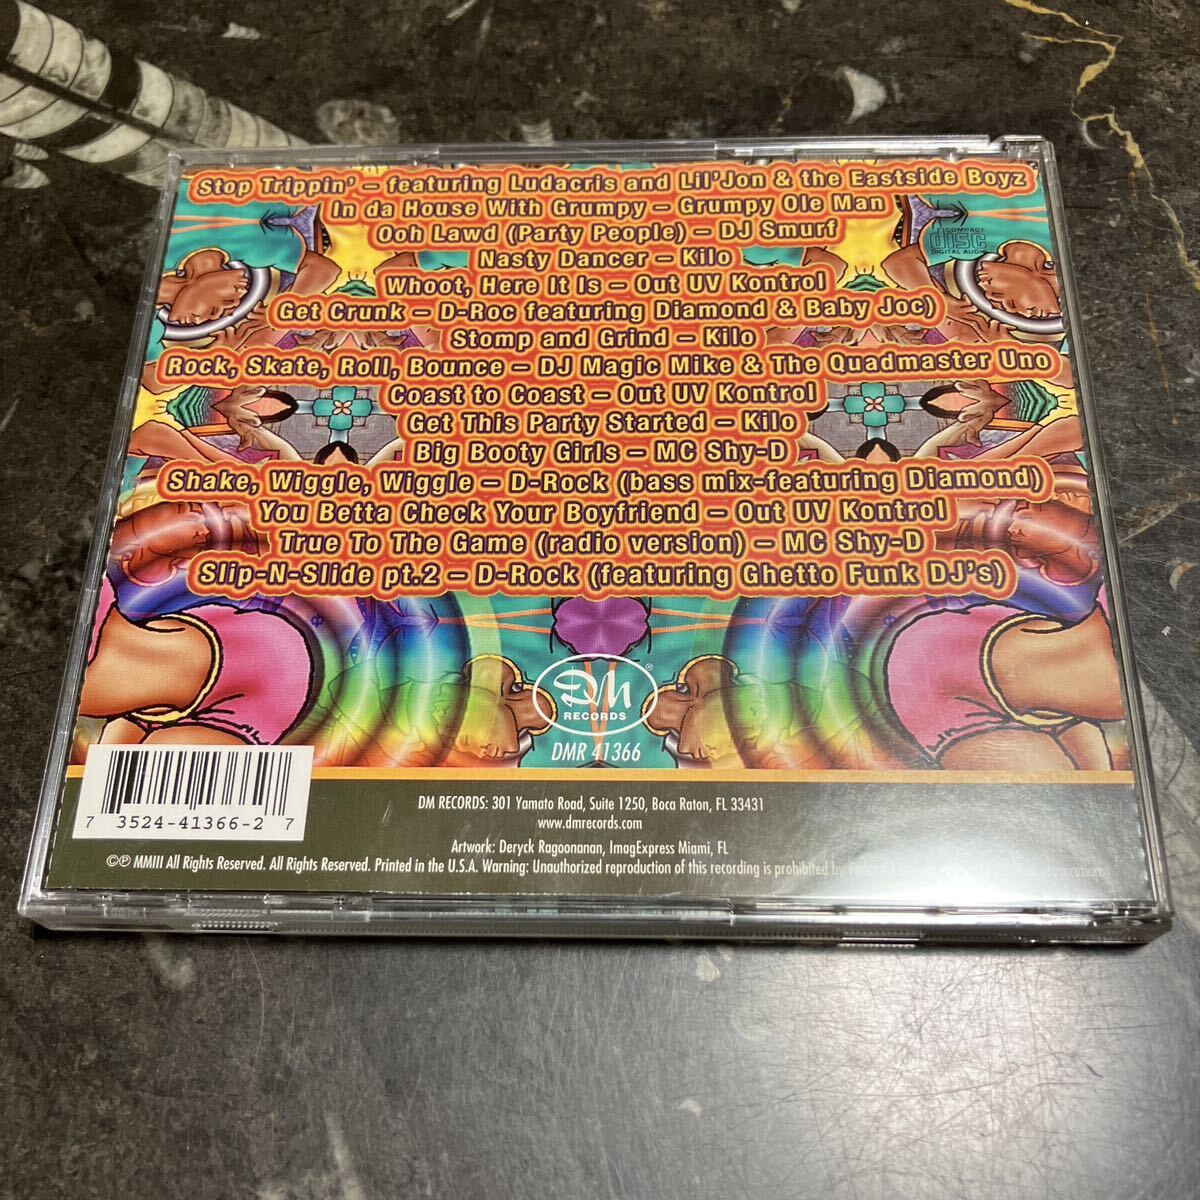 Stop Trippin' – featuring Ludacris and Lil'Jon & the Eastside Boyz
In da House With Grumpy – Grumpy Ole Man
Ooh Lawd (Party People) – DJ Smurf
COMPACT
disc
DIGITAL AUDIO
Nasty Dancer – Kilo
Whoot, Here It Is – Out UV Kontrol
Get Crunk – D-Roc featuring Diamond & Baby Joc)
Stomp and Grind – Kilo
Rock, Skate, Roll, Bounce – DJ Magic Mike & The Quadmaster Uno
Coast to Coast – Out UV Kontrol
Get This Party Started – Kilo
Big Booty Girls – MC Shy-D
Shake, Wiggle, Wiggle – D-Rock (bass mix-featuring Diamond)
You Betta Check Your Boyfriend – Out UV Kontrol
True To The Game (radio version) – MC Shy-D
Slip-N-Slide pt.2 – D-Rock (featuring Ghetto Funk DJ's)
DM ®
RECORDS
DMR 41366
7 3524-41366-2 7
DM RECORDS: 301 Yamato Road, Suite 1250, Boca Raton, FL 33431
www.dmrecords.com
Artwork: Deryck Ragoonanan, ImagExpress Miami, FL
©℗ MMIII All Rights Reserved. All Rights Reserved. Printed in the U.S.A. Warning: Unauthorized reproduction of this recording is prohibited by